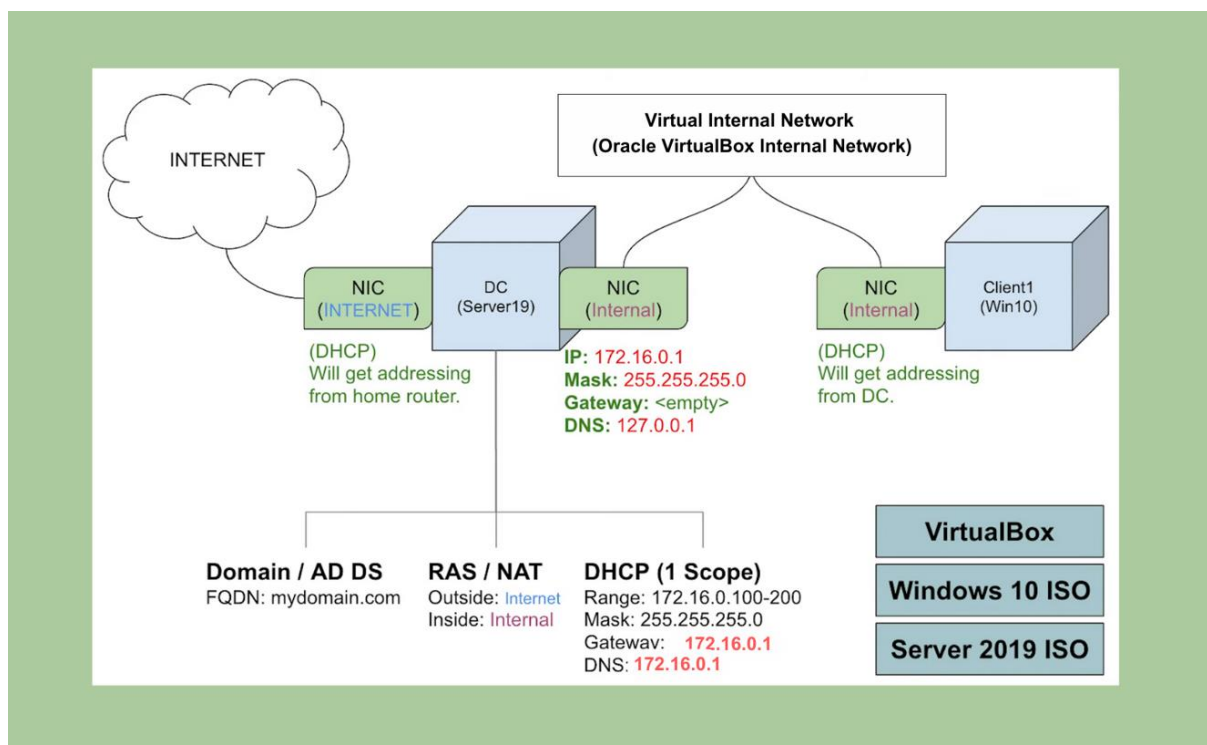 INTERNET
Virtual Internal Network
(Oracle VirtualBox Internal Network)
NIC
(INTERNET)
DC
(Server19)
NIC
(Internal)
NIC
(Internal)
Client1
(Win10)
(DHCP)
Will get addressing
from home router.
IP: 172.16.0.1
Mask: 255.255.255.0
Gateway: <empty>
DNS: 127.0.0.1
(DHCP)
Will get addressing
from DC.
Domain / AD DS
FQDN: mydomain.com
RAS / NAT
Outside: Internet
Inside: Internal
DHCP (1 Scope)
Range: 172.16.0.100-200
Mask: 255.255.255.0
Gateway: 172.16.0.1
DNS: 172.16.0.1
VirtualBox
Windows 10 ISO
Server 2019 ISO